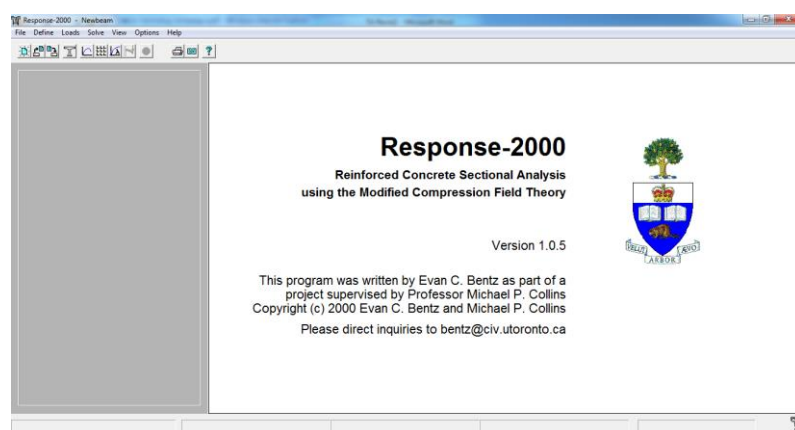 Response-2000 - Newbeam
File Define Loads Solve View Options Help
?
Response-2000
Reinforced Concrete Sectional Analysis
using the Modified Compression Field Theory
Version 1.0.5
This program was written by Evan C. Bentz as part of a
project supervised by Professor Michael P. Collins
Copyright (c) 2000 Evan C. Bentz and Michael P. Collins
Please direct inquiries to bentz@civ.utoronto.ca
VELUT ARBOR ÆVO